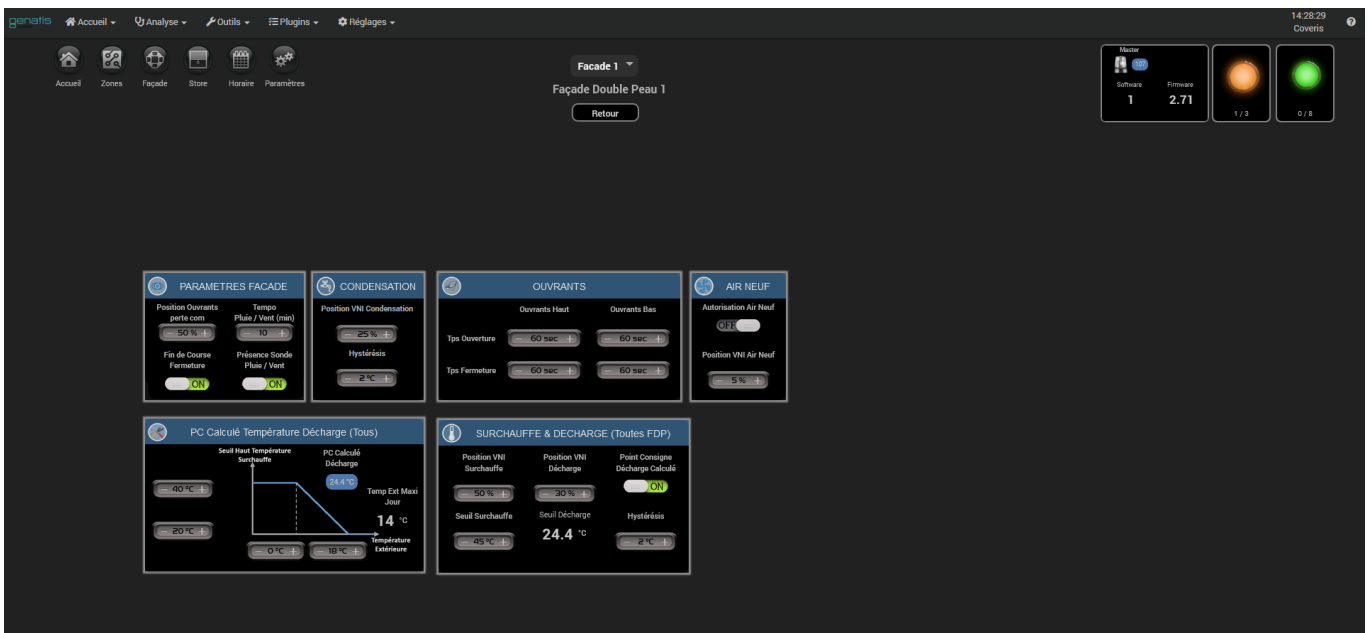 genatis Accueil Analyse Outils Plugins Réglages 14:28:29
Coveris
Accueil Zones Façade Store Horaire Paramètres
Facade 1
Façade Double Peau 1
Retour
Master
107
Software Firmware
1 2.71
1 / 3
0 / 8
PARAMETRES FACADE
Position Ouvrants
perte com
- 50 % +
Tempo
Pluie / Vent (min)
- 10 +
Fin de Course
Fermeture
ON
Présence Sonde
Pluie / Vent
ON
CONDENSATION
Position VNI Condensation
- 25 % +
Hystérésis
- 2 °C +
OUVRANTS
Ouvrants Haut Ouvrants Bas
Tps Ouverture - 60 sec + - 60 sec +
Tps Fermeture - 60 sec + - 60 sec +
AIR NEUF
Autorisation Air Neuf
OFF
Position VNI Air Neuf
- 5 % +
PC Calculé Température Décharge (Tous)
Seuil Haut Température
Surchauffe
PC Calculé
Décharge
24.4 °C
- 40 °C +
Temp Ext Maxi
Jour
14 °C
- 20 °C +
Température
Extérieure
- 0 °C + - 18 °C +
SURCHAUFFE & DECHARGE (Toutes FDP)
Position VNI
Surchauffe
- 50 % +
Position VNI
Décharge
- 30 % +
Point Consigne
Décharge Calculé
ON
Seuil Surchauffe
- 45 °C +
Seuil Décharge
24.4 °C
Hystérésis
- 2 °C +